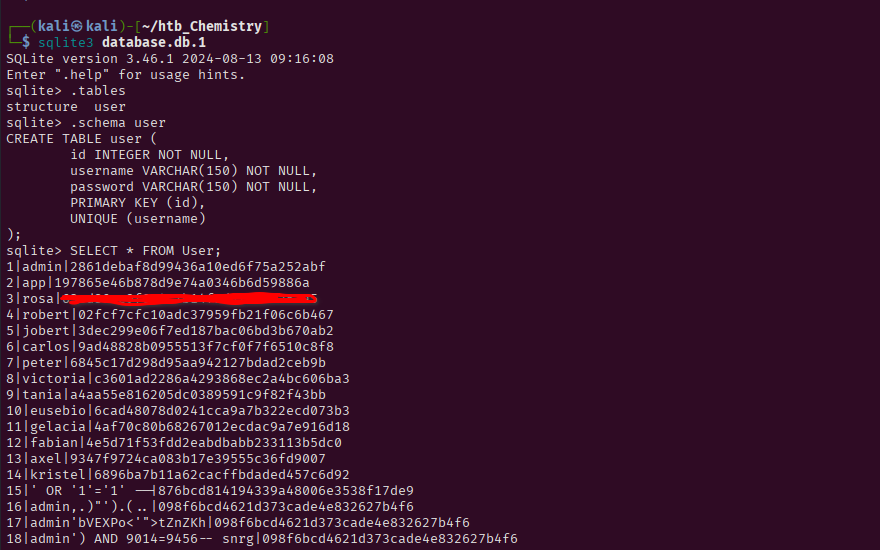 ┌──(kali㉿kali)-[~/htb_Chemistry]
└─$ sqlite3 database.db.1
SQLite version 3.46.1 2024-08-13 09:16:08
Enter ".help" for usage hints.
sqlite> .tables
structure  user
sqlite> .schema user
CREATE TABLE user (
        id INTEGER NOT NULL,
        username VARCHAR(150) NOT NULL,
        password VARCHAR(150) NOT NULL,
        PRIMARY KEY (id),
        UNIQUE (username)
);
sqlite> SELECT * FROM User;
1|admin|2861debaf8d99436a10ed6f75a252abf
2|app|197865e46b878d9e74a0346b6d59886a
3|rosa|
4|robert|02fcf7cfc10adc37959fb21f06c6b467
5|jobert|3dec299e06f7ed187bac06bd3b670ab2
6|carlos|9ad48828b0955513f7cf0f7f6510c8f8
7|peter|6845c17d298d95aa942127bdad2ceb9b
8|victoria|c3601ad2286a4293868ec2a4bc606ba3
9|tania|a4aa55e816205dc0389591c9f82f43bb
10|eusebio|6cad48078d0241cca9a7b322ecd073b3
11|gelacia|4af70c80b68267012ecdac9a7e916d18
12|fabian|4e5d71f53fdd2eabdbabb233113b5dc0
13|axel|9347f9724ca083b17e39555c36fd9007
14|kristel|6896ba7b11a62cacffbdaded457c6d92
15|' OR '1'='1' --|876bcd814194339a48006e3538f17de9
16|admin,.)"').(..|098f6bcd4621d373cade4e832627b4f6
17|admin'bVEXPo<'">tZnZKh|098f6bcd4621d373cade4e832627b4f6
18|admin') AND 9014=9456-- snrg|098f6bcd4621d373cade4e832627b4f6